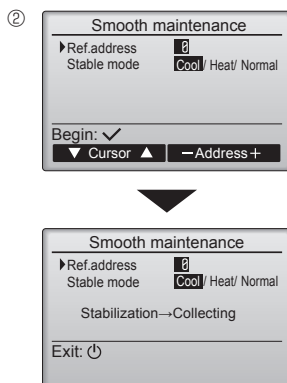 ②
Smooth maintenance
Ref.address 0
Stable mode Cool / Heat/ Normal
Begin: ✓
▼ Cursor ▲ −Address+
Smooth maintenance
Ref.address 0
Stable mode Cool / Heat/ Normal
Stabilization→Collecting
Exit: ⏻